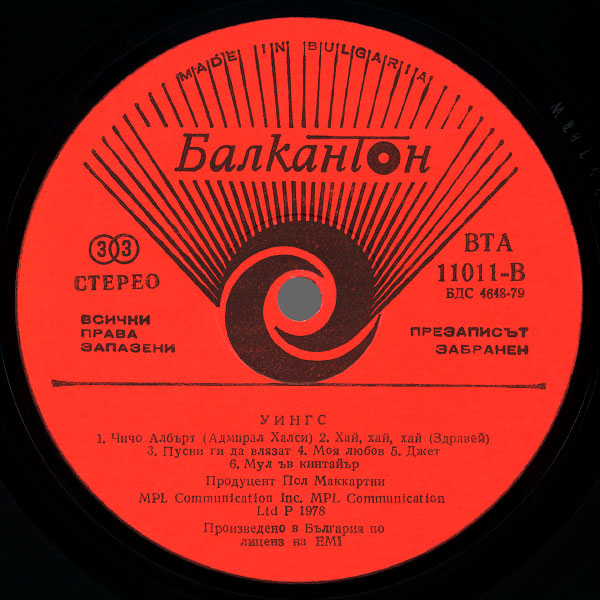 MADE IN BULGARIA
Балкантон
33
СТЕРЕО
ВТА
11011-В
БДС 4648-79
ВСИЧКИ
ПРАВА
ЗАПАЗЕНИ
ПРЕЗАПИСЪТ
ЗАБРАНЕН
УИНГС
1. Чичо Албърт (Адмирал Халси) 2. Хай, хай, хай (Здравей)
3. Пусни ги да влязат 4. Моя любов 5. Джет
6. Мул ъв кинтайър
Продуцент Пол Маккартни
MPL Communication Inc. MPL Communication
Ltd P 1978
Произведено в България по
лиценз на EMI